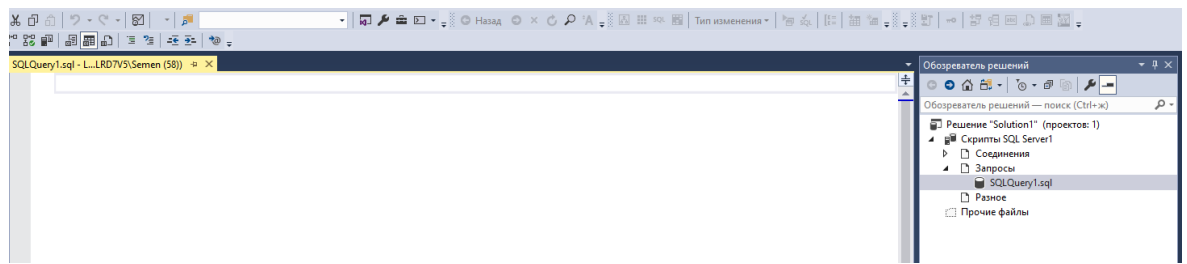 Назад
Тип изменения
SQLQuery1.sql - L...LRD7V5\Semen (58))
Обозреватель решений
Обозреватель решений — поиск (Ctrl+ж)
Решение "Solution1" (проектов: 1)
Скрипты SQL Server1
Соединения
Запросы
SQLQuery1.sql
Разное
Прочие файлы